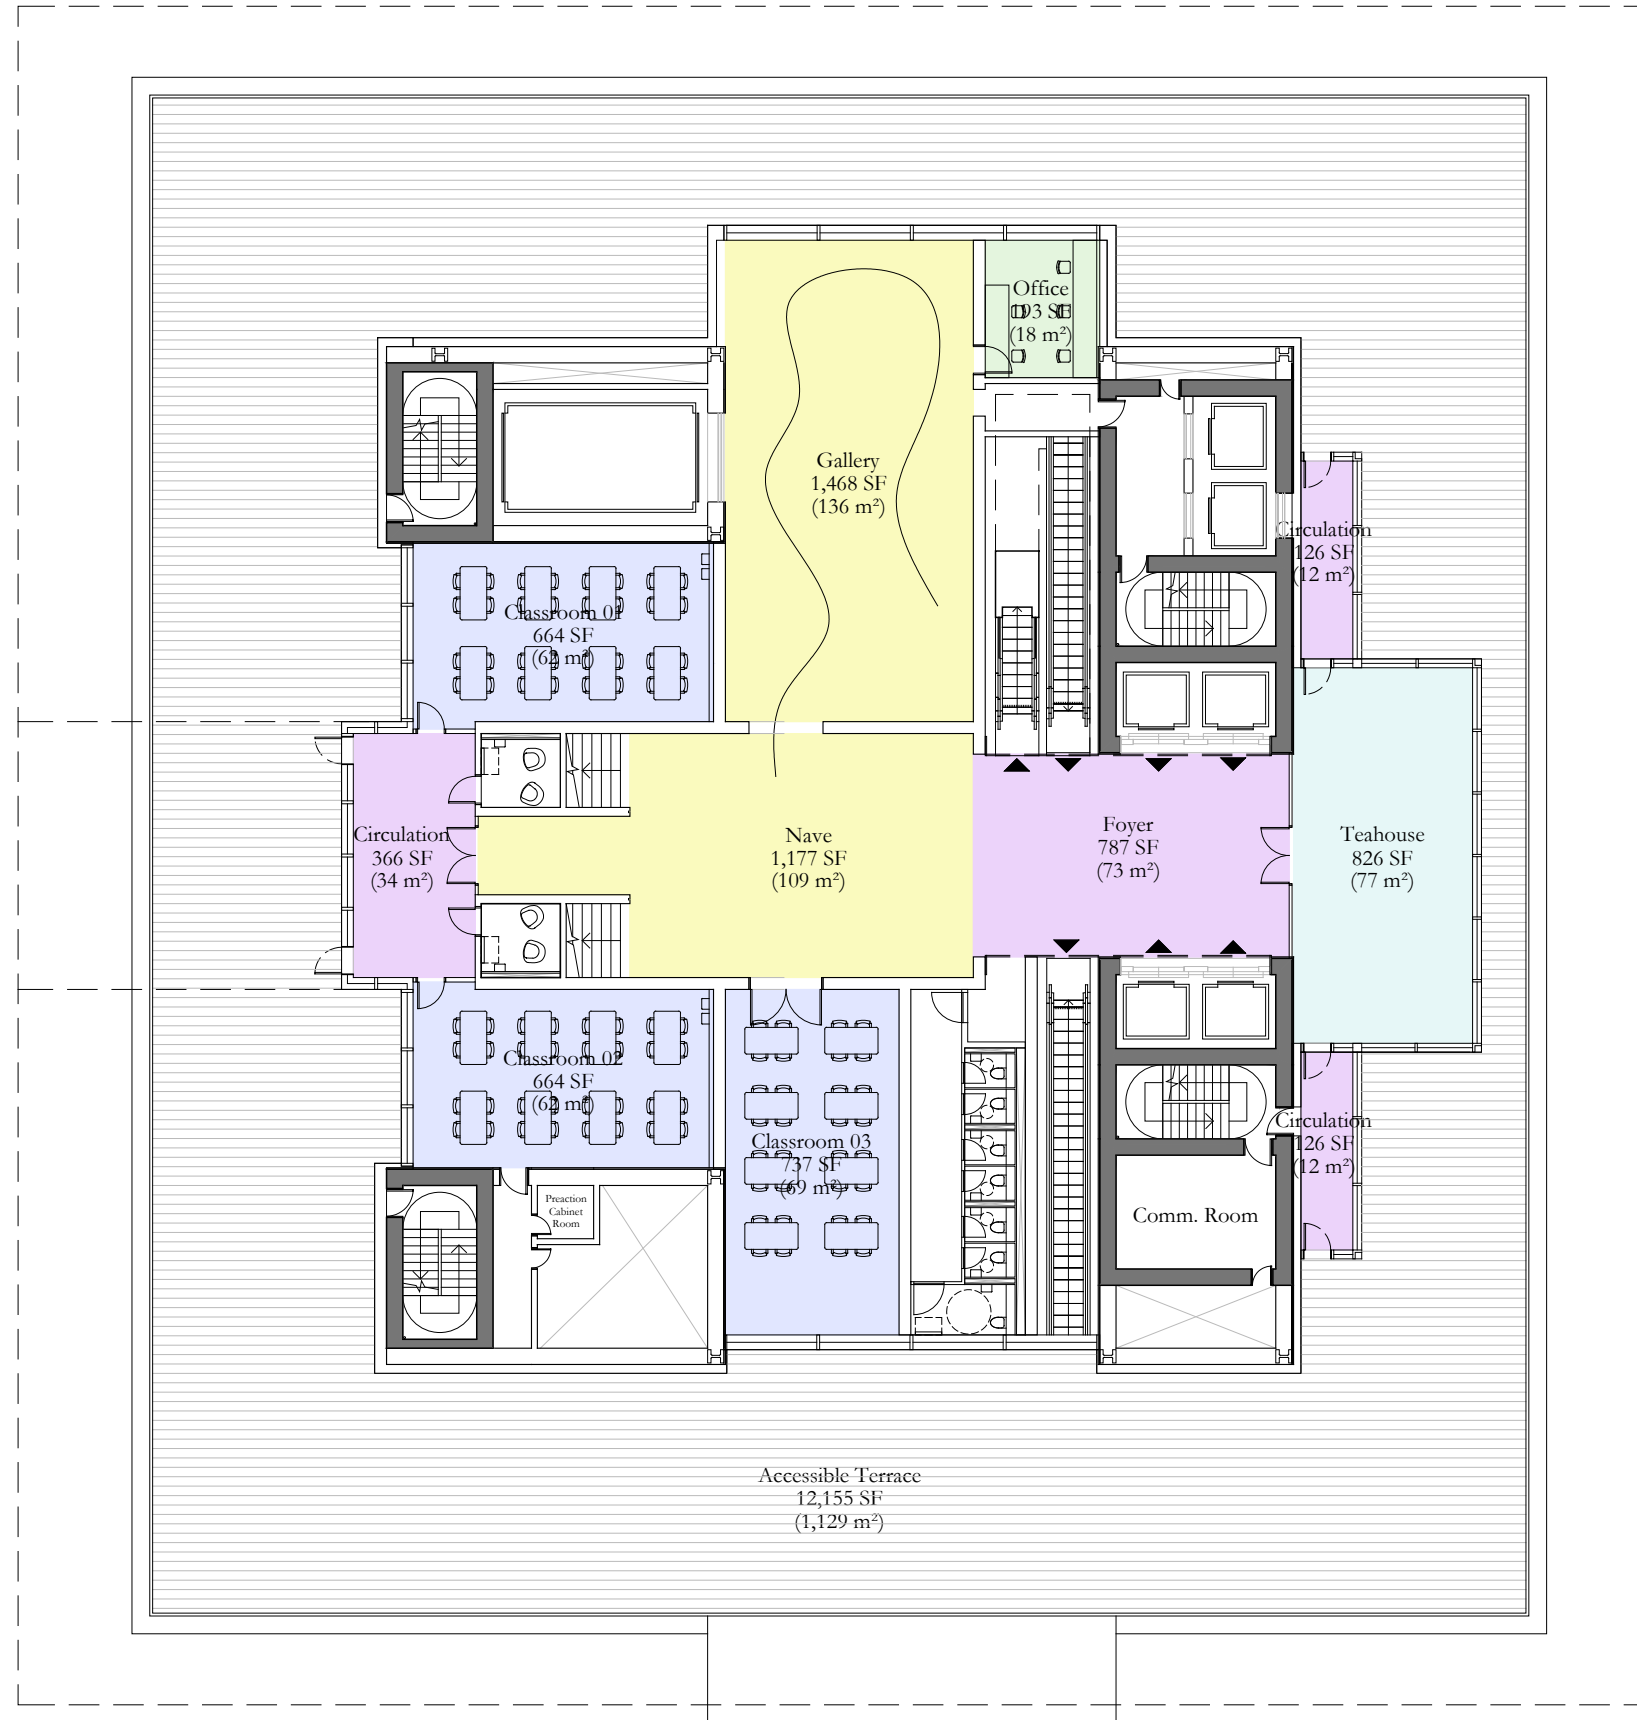 Office
193 SF
(18 m²)
Gallery
1,468 SF
(136 m²)
Circulation
126 SF
(12 m²)
Classroom 01
664 SF
(62 m²)
Circulation
366 SF
(34 m²)
Nave
1,177 SF
(109 m²)
Foyer
787 SF
(73 m²)
Teahouse
826 SF
(77 m²)
Classroom 02
664 SF
(62 m²)
Classroom 03
737 SF
(69 m²)
Circulation
126 SF
(12 m²)
Preaction
Cabinet
Room
Comm. Room
Accessible Terrace
12,155 SF
(1,129 m²)